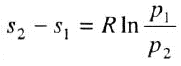 s₂ − s₁ = R ln p₁/p₂